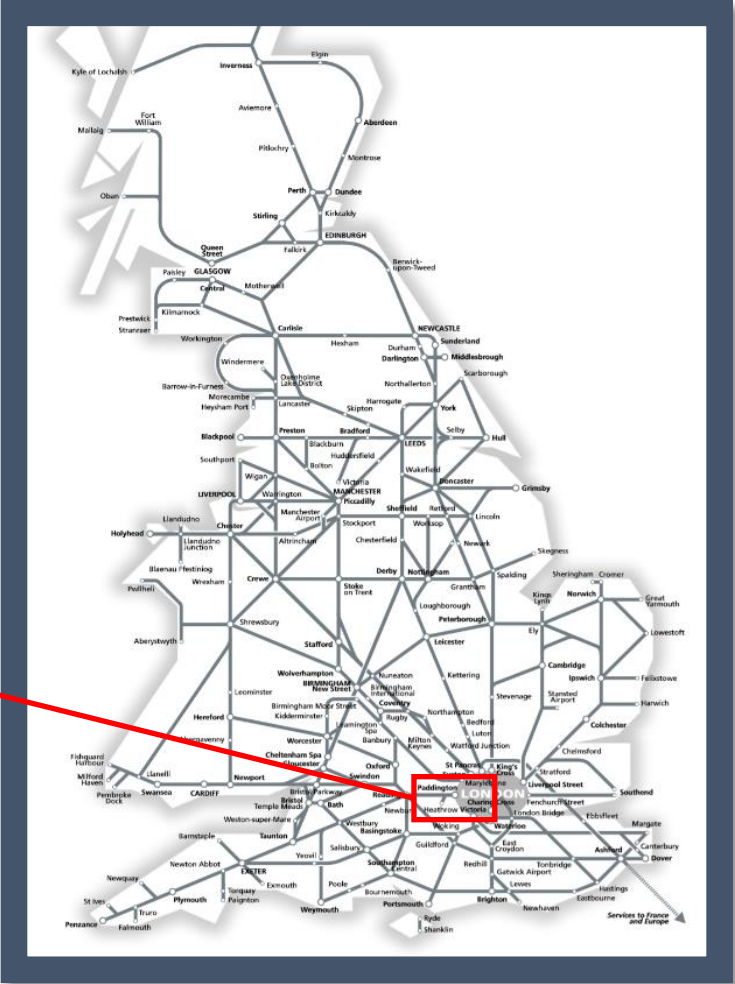 Elgin
Inverness
Kyle of Lochalsh
Aviemore
Fort
William
Mallaig
Aberdeen
Pitlochry
Montrose
Perth
Dundee
Oban
Stirling
Kirkcaldy
EDINBURGH
Falkirk
Queen
Street
Berwick-
upon-Tweed
Paisley
GLASGOW
Central
Motherwell
Kilmarnock
Prestwick
Stranraer
Carlisle
NEWCASTLE
Workington
Hexham
Sunderland
Durham
Darlington
Middlesbrough
Windermere
Scarborough
Oxenholme
Lake District
Barrow-in-Furness
Northallerton
Morecambe
Lancaster
Harrogate
Heysham Port
Skipton
York
Blackpool
Preston
Bradford
Selby
Hull
Blackburn
LEEDS
Huddersfield
Southport
Bolton
Wakefield
Wigan
Victoria
Doncaster
LIVERPOOL
Warrington
MANCHESTER
Piccadilly
Grimsby
Manchester
Airport
Sheffield
Retford
Llandudno
Chester
Stockport
Worksop
Lincoln
Holyhead
Llandudno
Junction
Altrincham
Chesterfield
Newark
Skegness
Blaenau Ffestiniog
Wrexham
Crewe
Stoke
on Trent
Derby
Nottingham
Grantham
Spalding
Sheringham
Cromer
Pwllheli
Kings
Lynn
Norwich
Great
Yarmouth
Loughborough
Shrewsbury
Peterborough
Ely
Lowestoft
Aberystwyth
Stafford
Leicester
Wolverhampton
Nuneaton
Kettering
Cambridge
BIRMINGHAM
New Street
Birmingham
International
Ipswich
Felixstowe
Leominster
Stevenage
Stansted
Airport
Birmingham Moor Street
Coventry
Harwich
Hereford
Kidderminster
Rugby
Northampton
Leamington
Spa
Bedford
Colchester
Abergavenny
Worcester
Banbury
Milton
Keynes
Luton
Watford Junction
Chelmsford
Fishguard
Harbour
Cheltenham Spa
Gloucester
Oxford
St Pancras
King's
Cross
Stratford
Milford
Haven
Llanelli
Newport
Swindon
Euston
Marylebone
Liverpool Street
Pembroke
Dock
Swansea
CARDIFF
Bristol Parkway
Reading
Paddington
LONDON
Southend
Bristol
Temple Meads
Bath
Newbury
Heathrow
Charing Cross
Victoria
Fenchurch Street
London Bridge
Ebbsfleet
Weston-super-Mare
Westbury
Basingstoke
Woking
Waterloo
Margate
Barnstaple
Taunton
Salisbury
Guildford
East
Croydon
Ashford
Canterbury
Dover
Newton Abbot
Yeovil
Southampton
Central
Redhill
Tonbridge
EXETER
Gatwick Airport
Newquay
Exmouth
Poole
Bournemouth
Lewes
Hastings
St Ives
Plymouth
Torquay
Paignton
Weymouth
Portsmouth
Brighton
Eastbourne
Truro
Newhaven
Penzance
Falmouth
Ryde
Shanklin
Services to France
and Europe